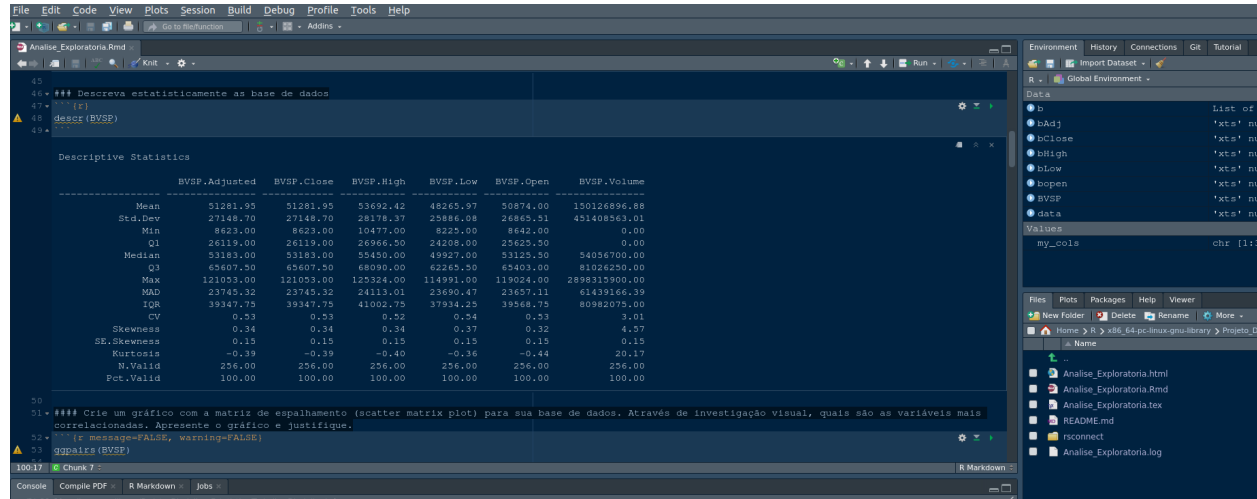 File Edit Code View Plots Session Build Debug Profile Tools Help
Go to file/function Addins
Analise_Exploratoria.Rmd
Knit Run
45
46 ### Descreva estatisticamente as base de dados
47 ```{r}
48 descr(BVSP)
49 ```
Descriptive Statistics
BVSP.Adjusted BVSP.Close BVSP.High BVSP.Low BVSP.Open BVSP.Volume
Mean 51281.95 51281.95 53692.42 48265.97 50874.00 150126896.88
Std.Dev 27148.70 27148.70 28178.37 25886.08 26865.51 451408563.01
Min 8623.00 8623.00 10477.00 8225.00 8642.00 0.00
Q1 26119.00 26119.00 26966.50 24208.00 25625.50 0.00
Median 53183.00 53183.00 55450.00 49927.00 53125.50 54056700.00
Q3 65607.50 65607.50 68090.00 62265.50 65403.00 81026250.00
Max 121053.00 121053.00 125324.00 114991.00 119024.00 2898315900.00
MAD 23745.32 23745.32 24113.01 23690.47 23657.11 61439166.39
IQR 39347.75 39347.75 41002.75 37934.25 39568.75 80982075.00
CV 0.53 0.53 0.52 0.54 0.53 3.01
Skewness 0.34 0.34 0.34 0.37 0.32 4.57
SE.Skewness 0.15 0.15 0.15 0.15 0.15 0.15
Kurtosis -0.39 -0.39 -0.40 -0.36 -0.44 20.17
N.Valid 256.00 256.00 256.00 256.00 256.00 256.00
Pct.Valid 100.00 100.00 100.00 100.00 100.00 100.00
50
51 #### Crie um gráfico com a matriz de espalhamento (scatter matrix plot) para sua base de dados. Através de investigação visual, quais são as variáveis mais
correlacionadas. Apresente o gráfico e justifique.
52 ```{r message=FALSE, warning=FALSE}
53 ggpairs(BVSP)
100:17 Chunk 7 R Markdown
Console Compile PDF R Markdown Jobs
Environment History Connections Git Tutorial
Import Dataset
R Global Environment
Data
b List of
bAdj 'xts' nu
bClose 'xts' nu
bHigh 'xts' nu
bLow 'xts' nu
bopen 'xts' nu
BVSP 'xts' nu
data 'xts' nu
Values
my_cols chr [1:
Files Plots Packages Help Viewer
New Folder Delete Rename More
Home R x86_64-pc-linux-gnu-library Projeto_D
Name
..
Analise_Exploratoria.html
Analise_Exploratoria.Rmd
Analise_Exploratoria.tex
README.md
rsconnect
Analise_Exploratoria.log